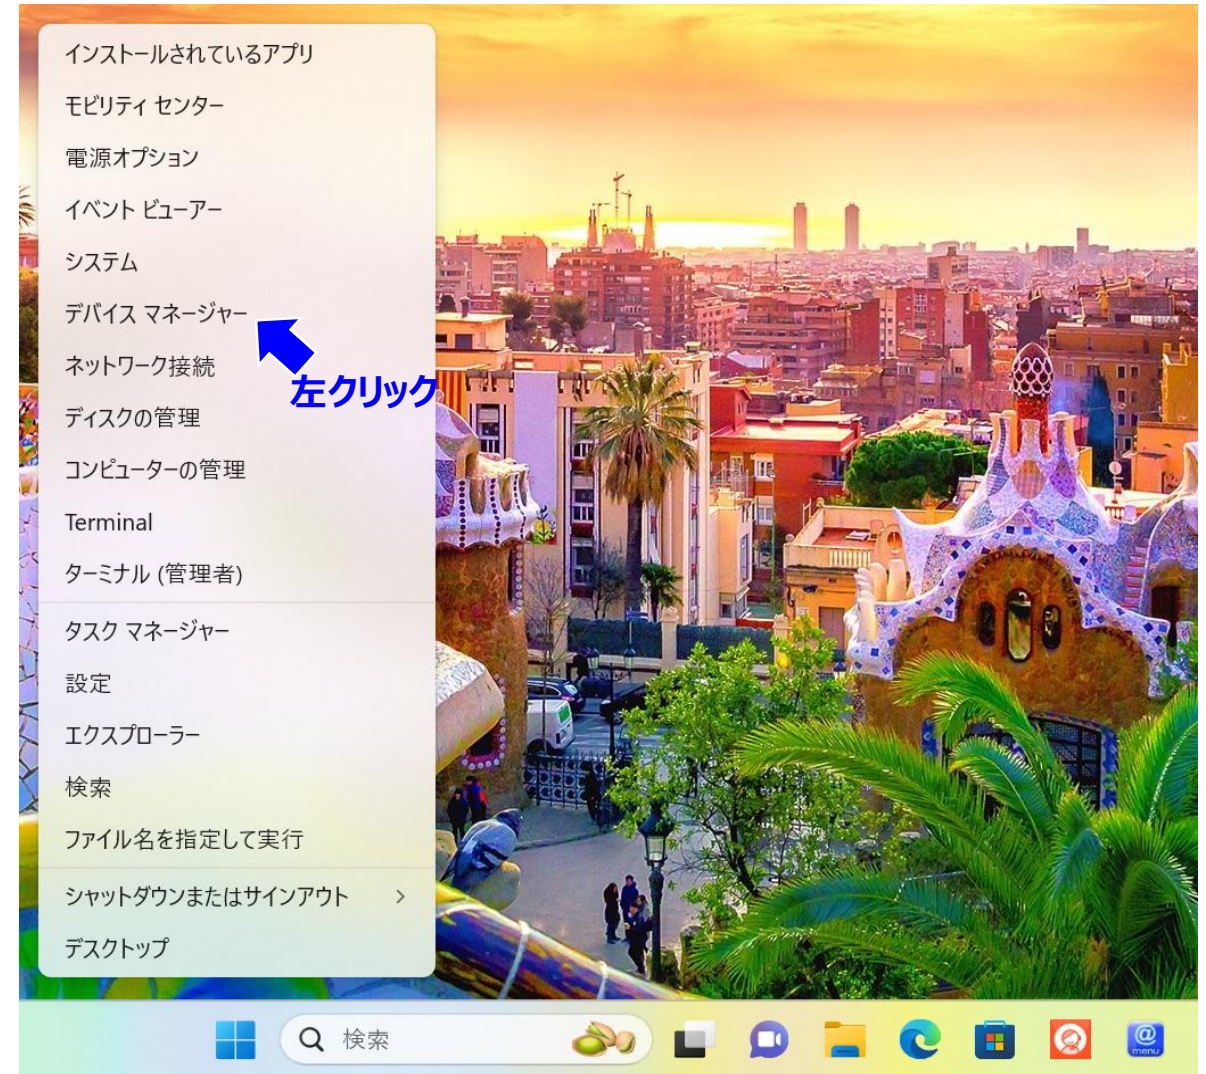 インストールされているアプリ
モビリティ センター
電源オプション
イベント ビューアー
システム
デバイス マネージャー
ネットワーク接続
左クリック
ディスクの管理
コンピューターの管理
Terminal
ターミナル (管理者)
タスク マネージャー
設定
エクスプローラー
検索
ファイル名を指定して実行
シャットダウンまたはサインアウト
デスクトップ
検索
@
menu